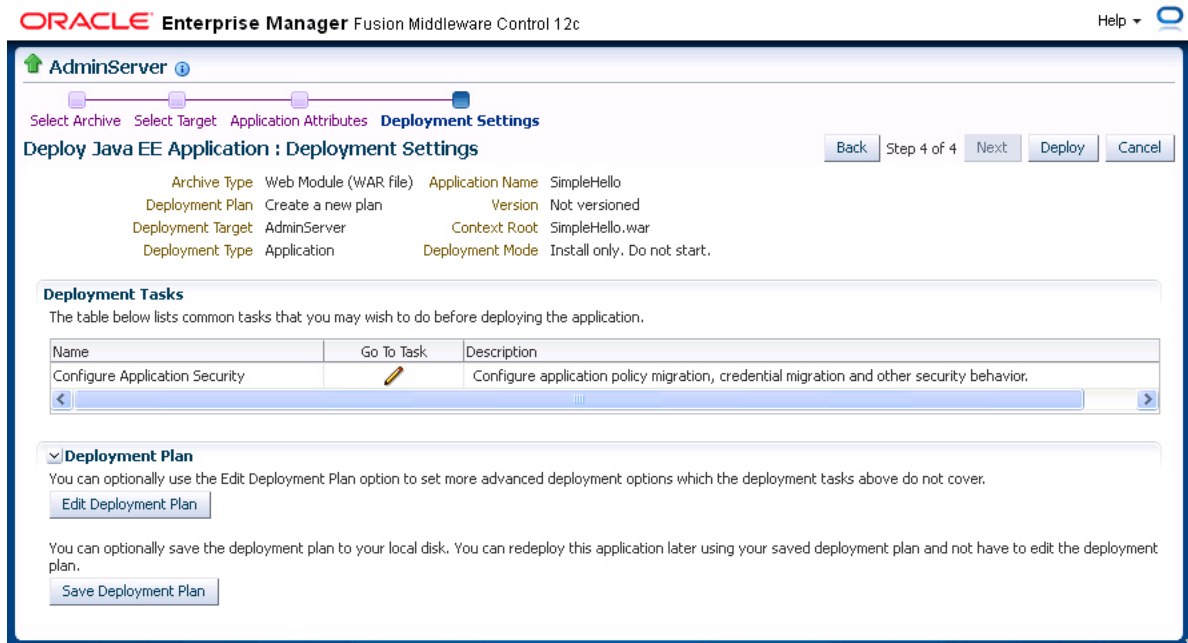 ORACLE Enterprise Manager Fusion Middleware Control 12c
Help
AdminServer
Select Archive Select Target Application Attributes Deployment Settings
Deploy Java EE Application : Deployment Settings
Back Step 4 of 4 Next Deploy Cancel
Archive Type Web Module (WAR file) Application Name SimpleHello
Deployment Plan Create a new plan Version Not versioned
Deployment Target AdminServer Context Root SimpleHello.war
Deployment Type Application Deployment Mode Install only. Do not start.
Deployment Tasks
The table below lists common tasks that you may wish to do before deploying the application.
Name Go To Task Description
Configure Application Security Configure application policy migration, credential migration and other security behavior.
Deployment Plan
You can optionally use the Edit Deployment Plan option to set more advanced deployment options which the deployment tasks above do not cover.
Edit Deployment Plan
You can optionally save the deployment plan to your local disk. You can redeploy this application later using your saved deployment plan and not have to edit the deployment
plan.
Save Deployment Plan